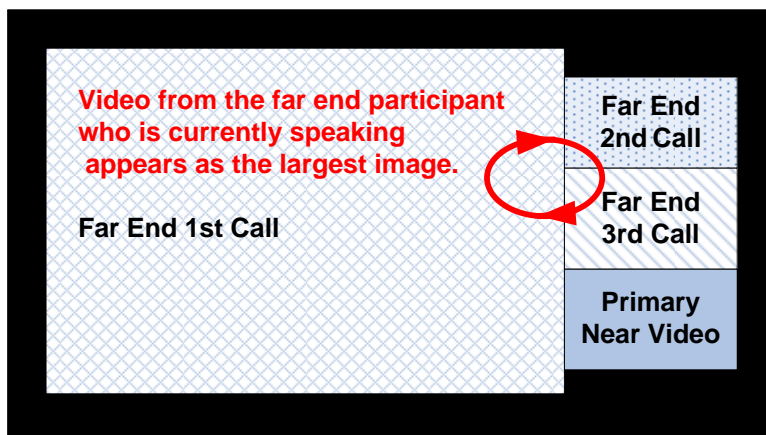 Video from the far end participant
who is currently speaking
appears as the largest image.
Far End 1st Call
Far End
2nd Call
Far End
3rd Call
Primary
Near Video